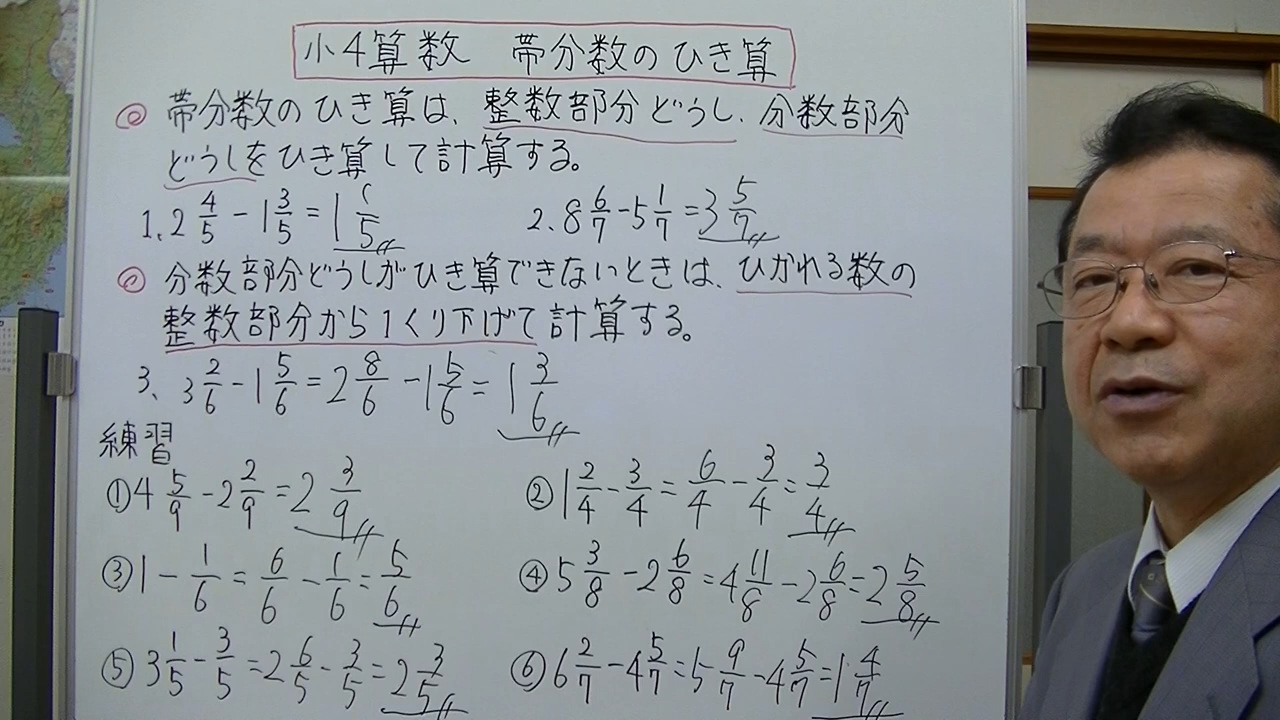 小4算数 帯分数のひき算
◎ 帯分数のひき算は、整数部分どうし、分数部分
どうしをひき算して計算する。
1、2 4/5 - 1 3/5 = 1 1/5
2、8 6/7 - 5 1/7 = 3 5/7
◎ 分数部分どうしがひき算できないときは、ひかれる数の
整数部分から1くり下げて計算する。
3、3 2/6 - 1 5/6 = 2 8/6 - 1 5/6 = 1 3/6
練習
① 4 5/9 - 2 2/9 = 2 3/9
② 1 2/4 - 3/4 = 6/4 - 3/4 = 3/4
③ 1 - 1/6 = 6/6 - 1/6 = 5/6
④ 5 3/8 - 2 6/8 = 4 11/8 - 2 6/8 = 2 5/8
⑤ 3 1/5 - 3/5 = 2 6/5 - 3/5 = 2 3/5
⑥ 6 2/7 - 4 5/7 = 5 9/7 - 4 5/7 = 1 4/7